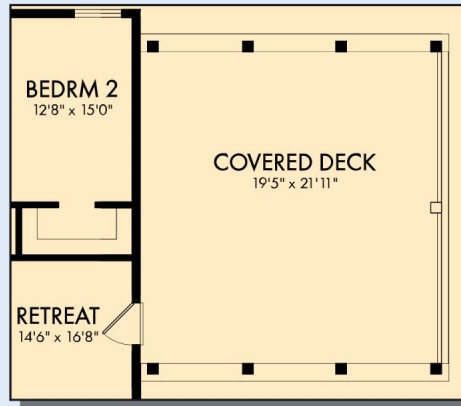 BEDRM 2
12'8" x 15'0"
COVERED DECK
19'5" x 21'11"
RETREAT
14'6" x 16'8"